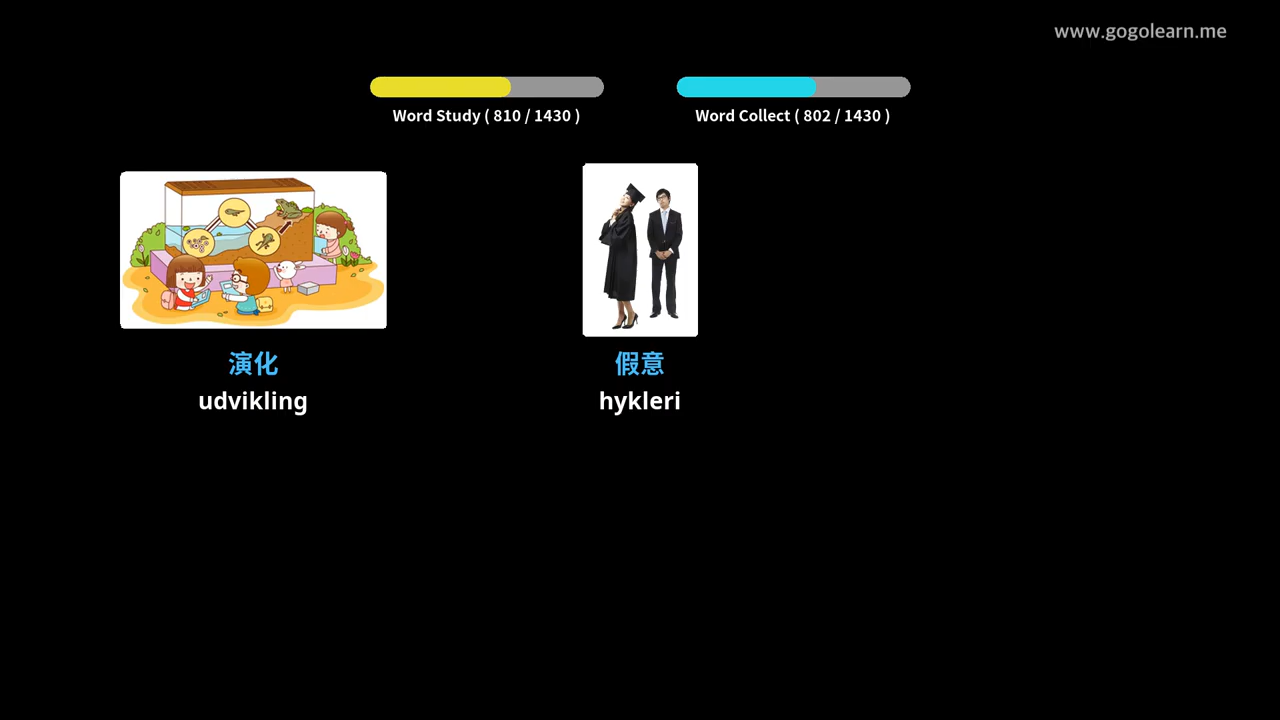 www.gogolearn.me
Word Study ( 810 / 1430 )
Word Collect ( 802 / 1430 )
演化
udvikling
假意
hykleri